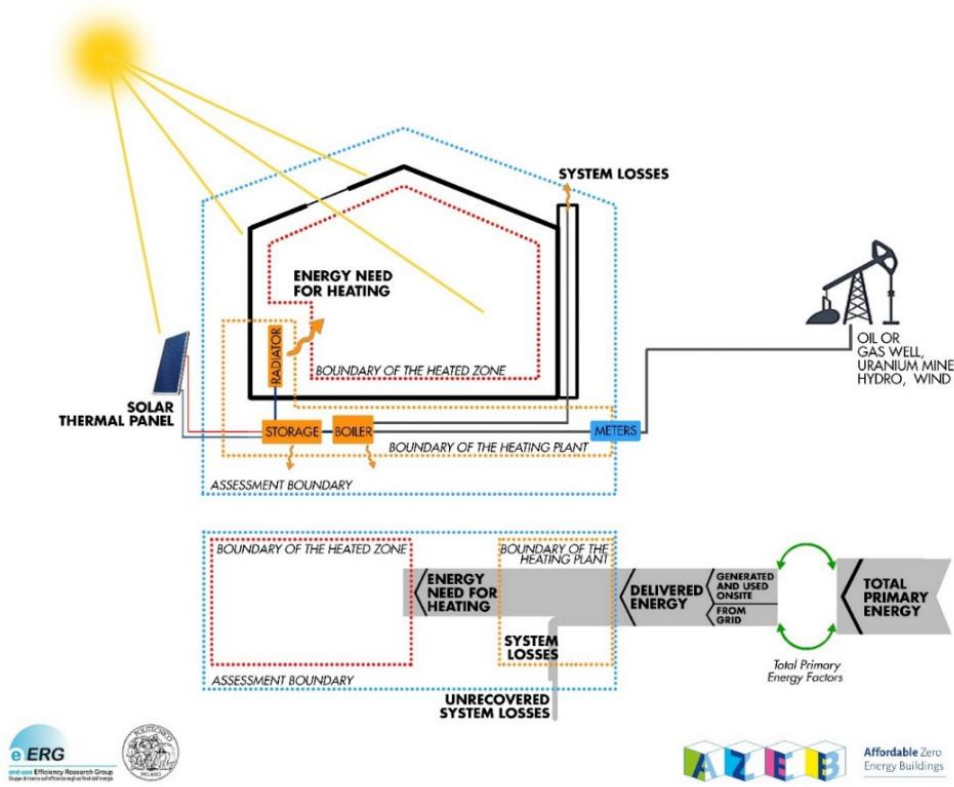 SYSTEM LOSSES
ENERGY NEED
FOR HEATING
RADIATOR
BOUNDARY OF THE HEATED ZONE
OIL OR
GAS WELL,
URANIUM MINE
HYDRO, WIND
SOLAR
THERMAL PANEL
STORAGE
BOILER
METERS
BOUNDARY OF THE HEATING PLANT
ASSESSMENT BOUNDARY
BOUNDARY OF THE HEATED ZONE
BOUNDARY OF THE
HEATING PLANT
ENERGY
NEED FOR
HEATING
DELIVERED
ENERGY
GENERATED
AND USED
ONSITE
FROM
GRID
TOTAL
PRIMARY
ENERGY
SYSTEM
LOSSES
ASSESSMENT BOUNDARY
Total Primary
Energy Factors
UNRECOVERED
SYSTEM LOSSES
eERG
end-use Efficiency Research Group
POLITECNICO
MILANO
AZEB
Affordable Zero
Energy Buildings